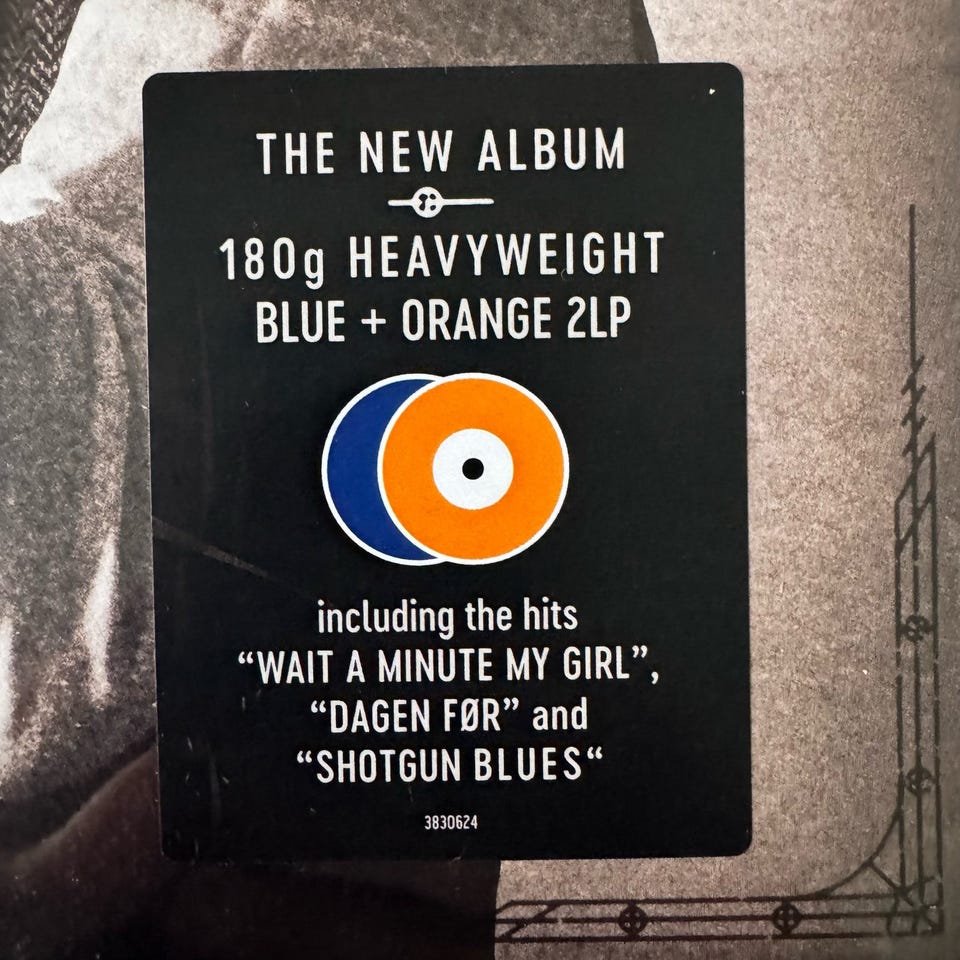 THE NEW ALBUM
180g HEAVYWEIGHT
BLUE + ORANGE 2LP
including the hits
“WAIT A MINUTE MY GIRL”,
“DAGEN FØR” and
“SHOTGUN BLUES“
3830624